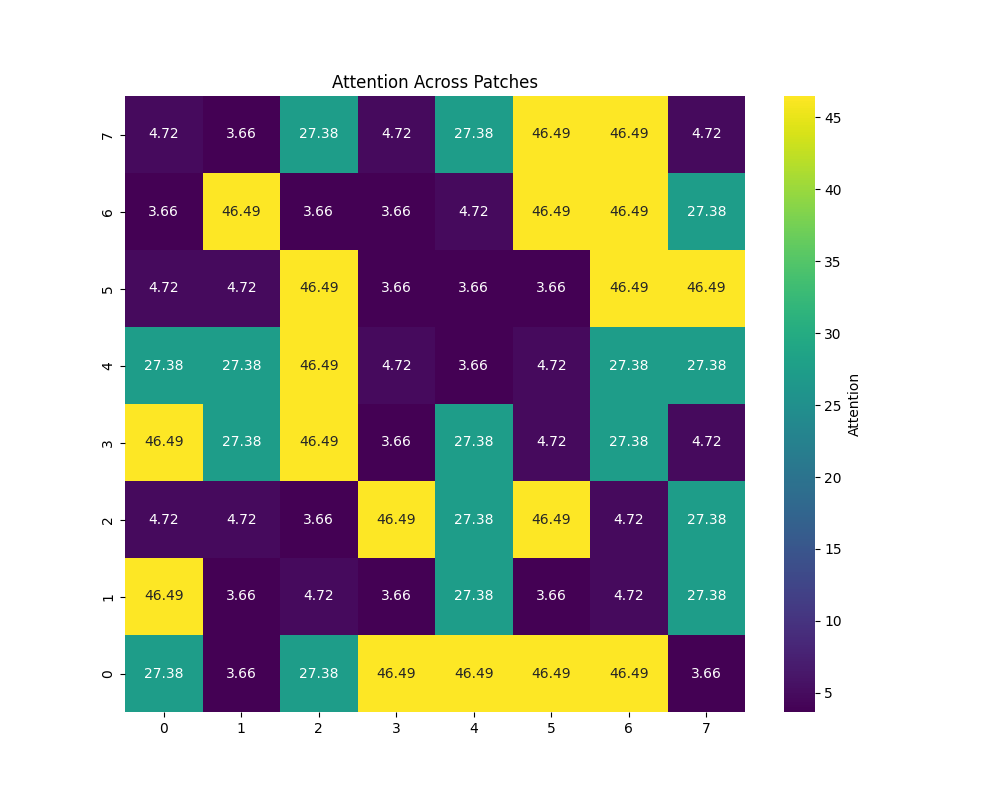 Attention Across Patches
7 4.72 3.66 27.38 4.72 27.38 46.49 46.49 4.72
6 3.66 46.49 3.66 3.66 4.72 46.49 46.49 27.38
5 4.72 4.72 46.49 3.66 3.66 3.66 46.49 46.49
4 27.38 27.38 46.49 4.72 3.66 4.72 27.38 27.38
3 46.49 27.38 46.49 3.66 27.38 4.72 27.38 4.72
2 4.72 4.72 3.66 46.49 27.38 46.49 4.72 27.38
1 46.49 3.66 4.72 3.66 27.38 3.66 4.72 27.38
0 27.38 3.66 27.38 46.49 46.49 46.49 46.49 3.66
0 1 2 3 4 5 6 7
45
40
35
30
25
20
15
10
5
Attention